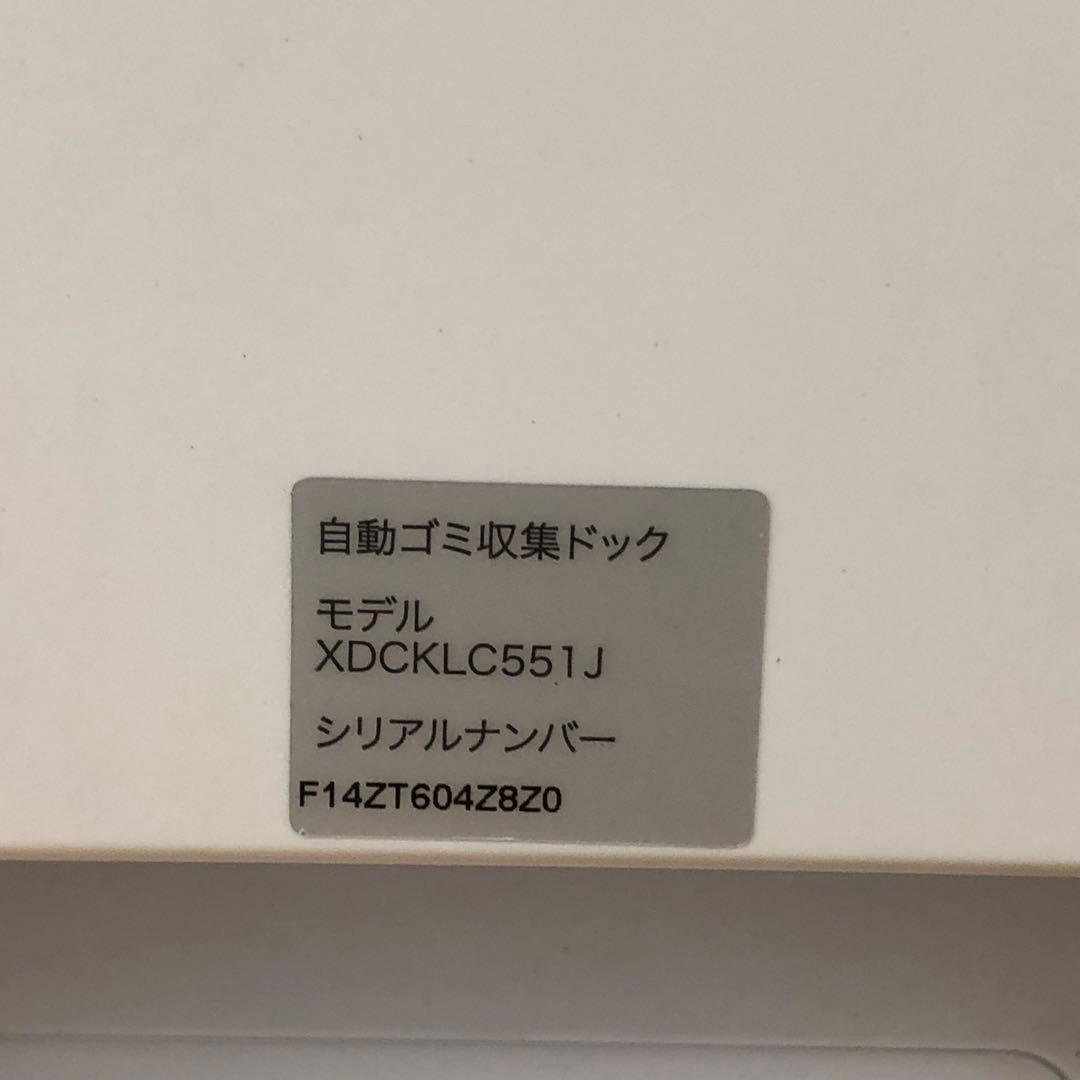 自動ゴミ収集ドック
モデル
XDCKLC551J
シリアルナンバー
F14ZT604Z8Z0